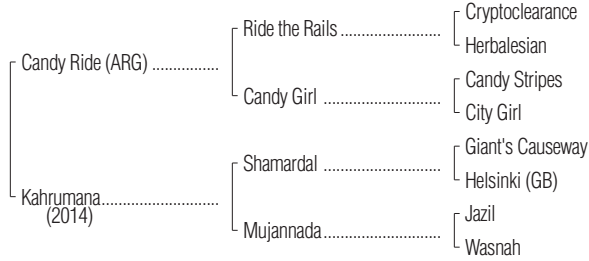 Cryptoclearance
Ride the Rails
Herbalesian
Candy Ride (ARG)
Candy Stripes
Candy Girl
City Girl
Giant's Causeway
Shamardal
Helsinki (GB)
Kahrumana
(2014)
Jazil
Mujannada
Wasnah